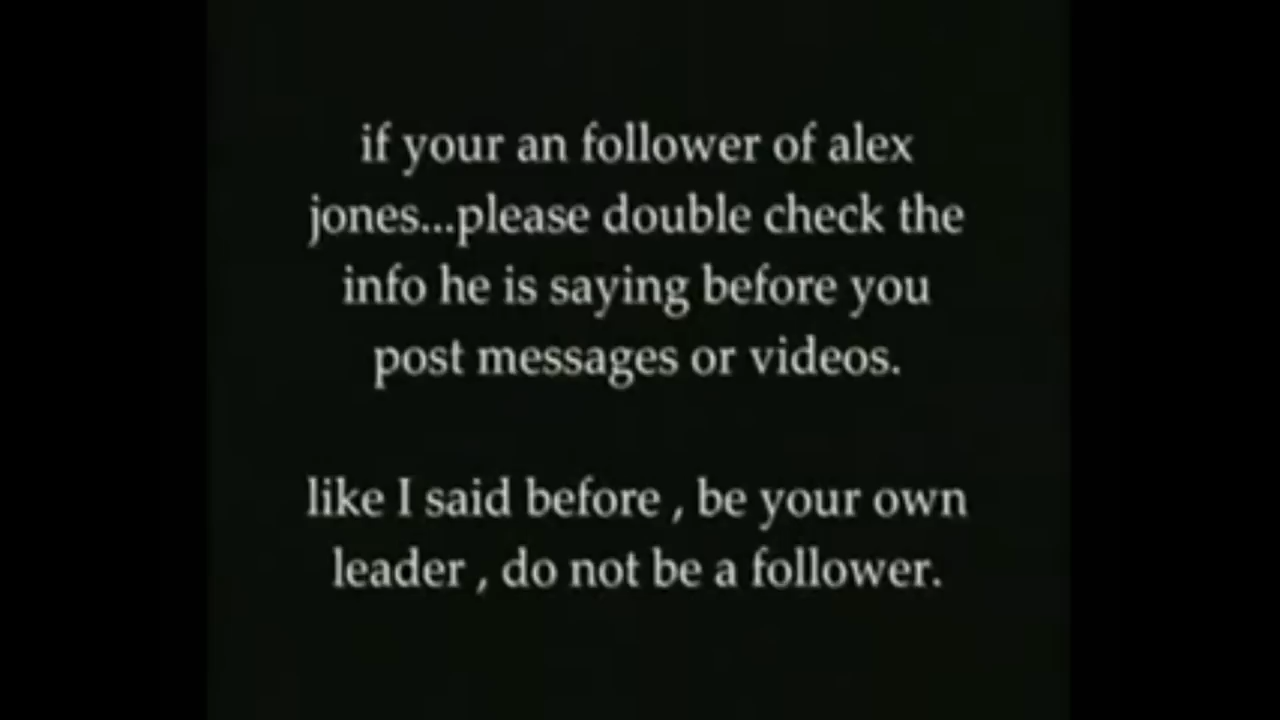 if your an follower of alex
jones...please double check the
info he is saying before you
post messages or videos.
like I said before , be your own
leader , do not be a follower.